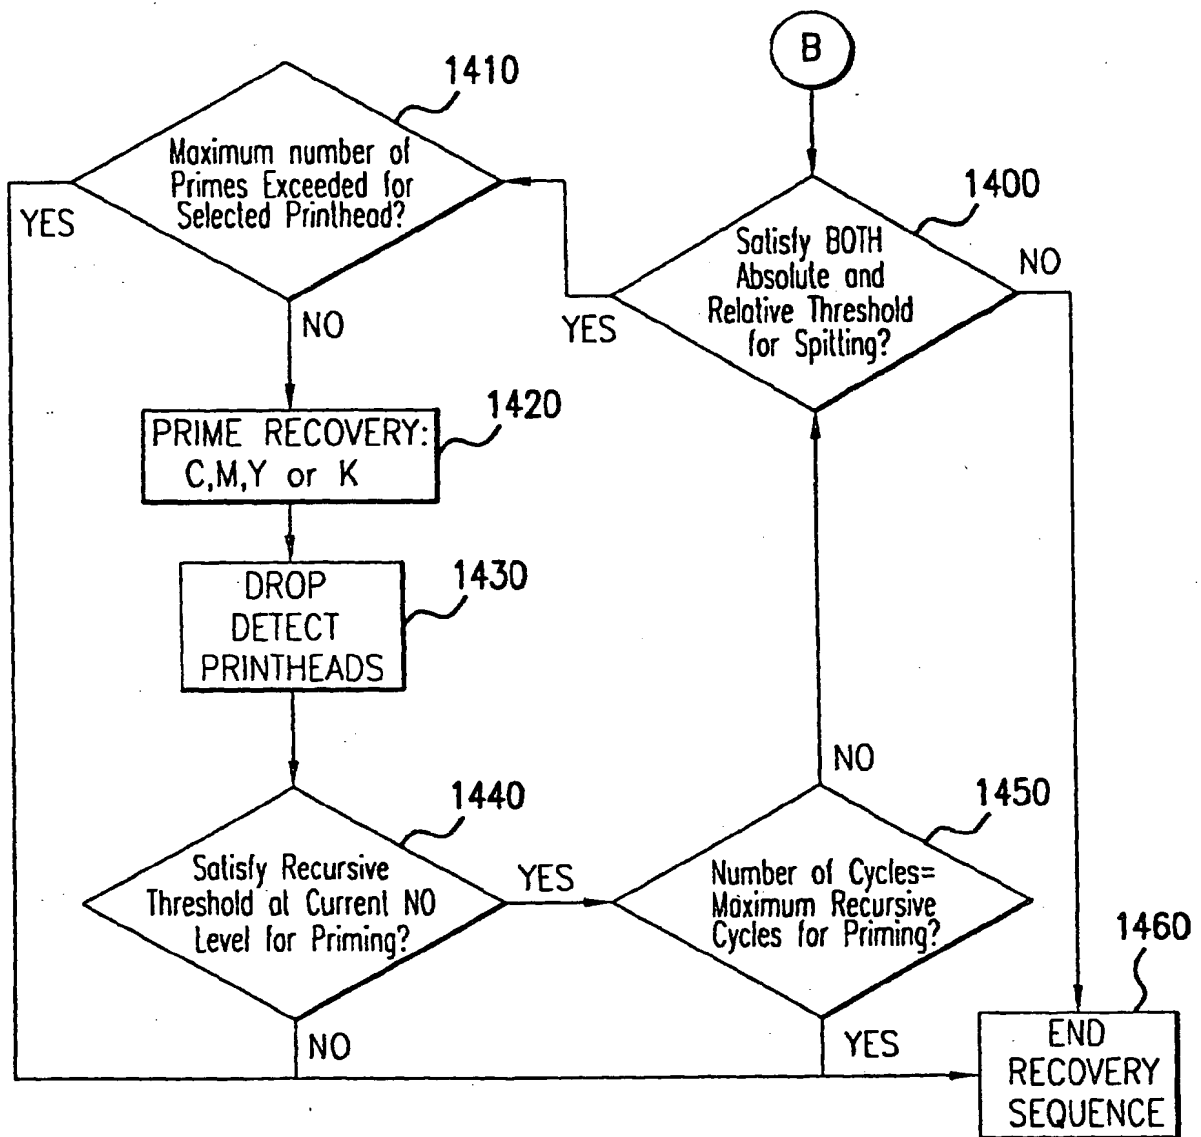 B
1400
Satisfy BOTH
Absolute and
Relative Threshold
for Spitting?
NO
YES
1410
Maximum number of
Primes Exceeded for
Selected Printhead?
YES
NO
1420
PRIME RECOVERY:
C,M,Y or K
1430
DROP
DETECT
PRINTHEADS
1440
Satisfy Recursive
Threshold at Current NO
Level for Priming?
YES
NO
1450
Number of Cycles=
Maximum Recursive
Cycles for Priming?
NO
YES
1460
END
RECOVERY
SEQUENCE